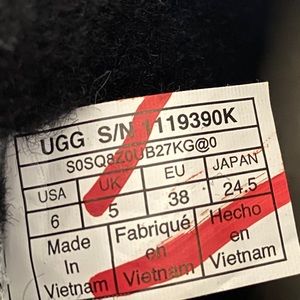 UGG S/N 1119390K
S0SQ8Z0UB27KG@0
USA UK EU JAPAN
6 5 38 24.5
Made In Vietnam
Fabriqué en Vietnam
Hecho en Vietnam